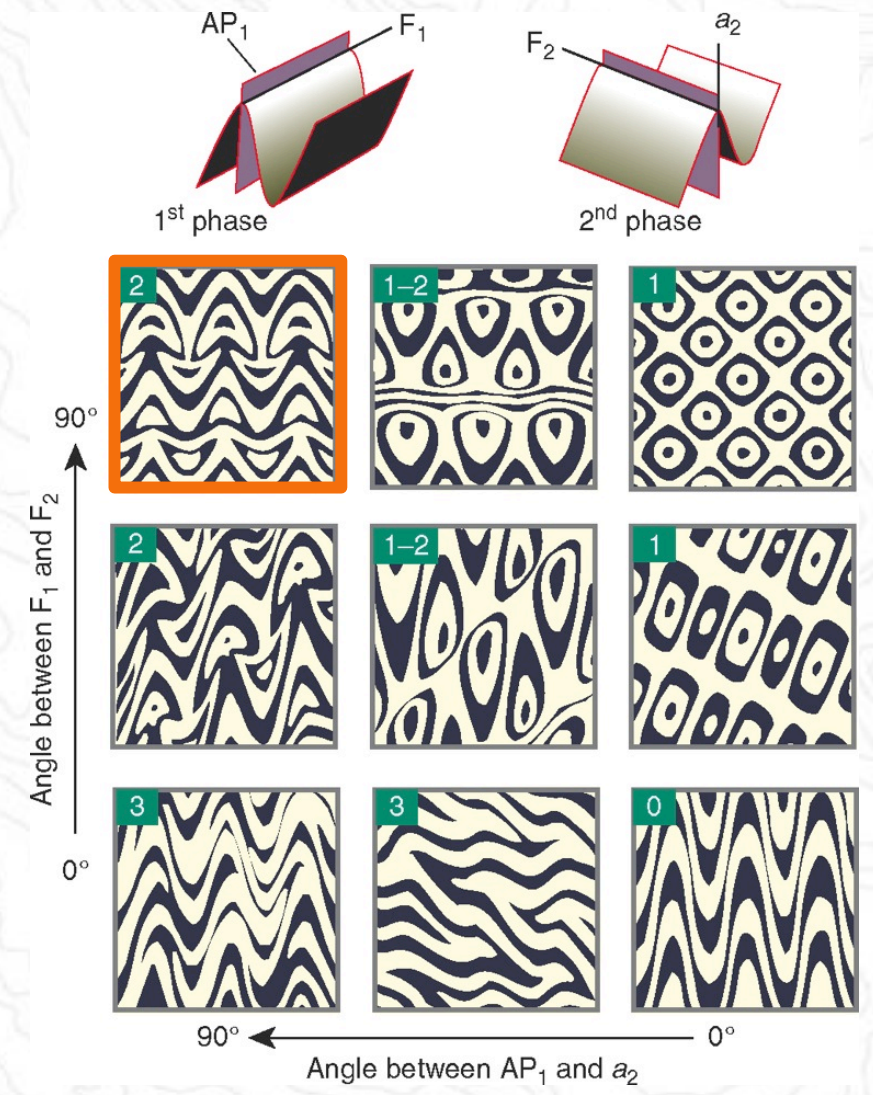 AP₁
F₁
F₂
a₂
1st phase
2nd phase
2
1–2
1
90°
2
1–2
1
Angle between F₁ and F₂
3
3
0
0°
90°
0°
Angle between AP₁ and a₂